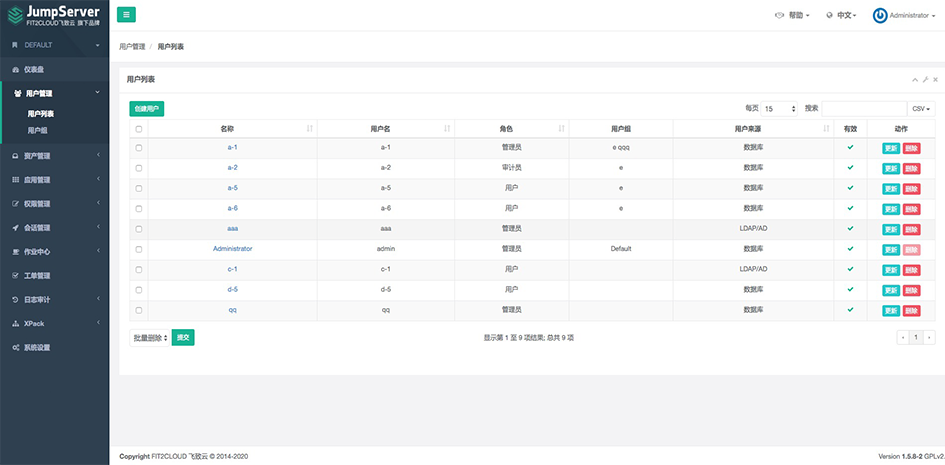 JumpServer
FIT2CLOUD飞致云 旗下品牌
帮助
中文
Administrator
DEFAULT
仪表盘
用户管理
用户列表
用户组
资产管理
应用管理
权限管理
会话管理
作业中心
工单管理
日志审计
XPack
系统设置
用户管理 / 用户列表
用户列表
创建用户 每页 15 搜索 CSV
名称 用户名 角色 用户组 用户来源 有效 动作
a-1 a-1 管理员 e qqq 数据库 更新 删除
a-2 a-2 审计员 e 数据库 更新 删除
a-5 a-5 用户 e 数据库 更新 删除
a-6 a-6 用户 e 数据库 更新 删除
aaa aaa 管理员 LDAP/AD 更新 删除
Administrator admin 管理员 Default 数据库 更新 删除
c-1 c-1 用户 LDAP/AD 更新 删除
d-5 d-5 用户 数据库 更新 删除
qq qq 管理员 数据库 更新 删除
批量删除 提交 显示第 1 至 9 项结果; 总共 9 项 ‹ 1 ›
Copyright FIT2CLOUD 飞致云 © 2014-2020 Version 1.5.8-2 GPLv2.